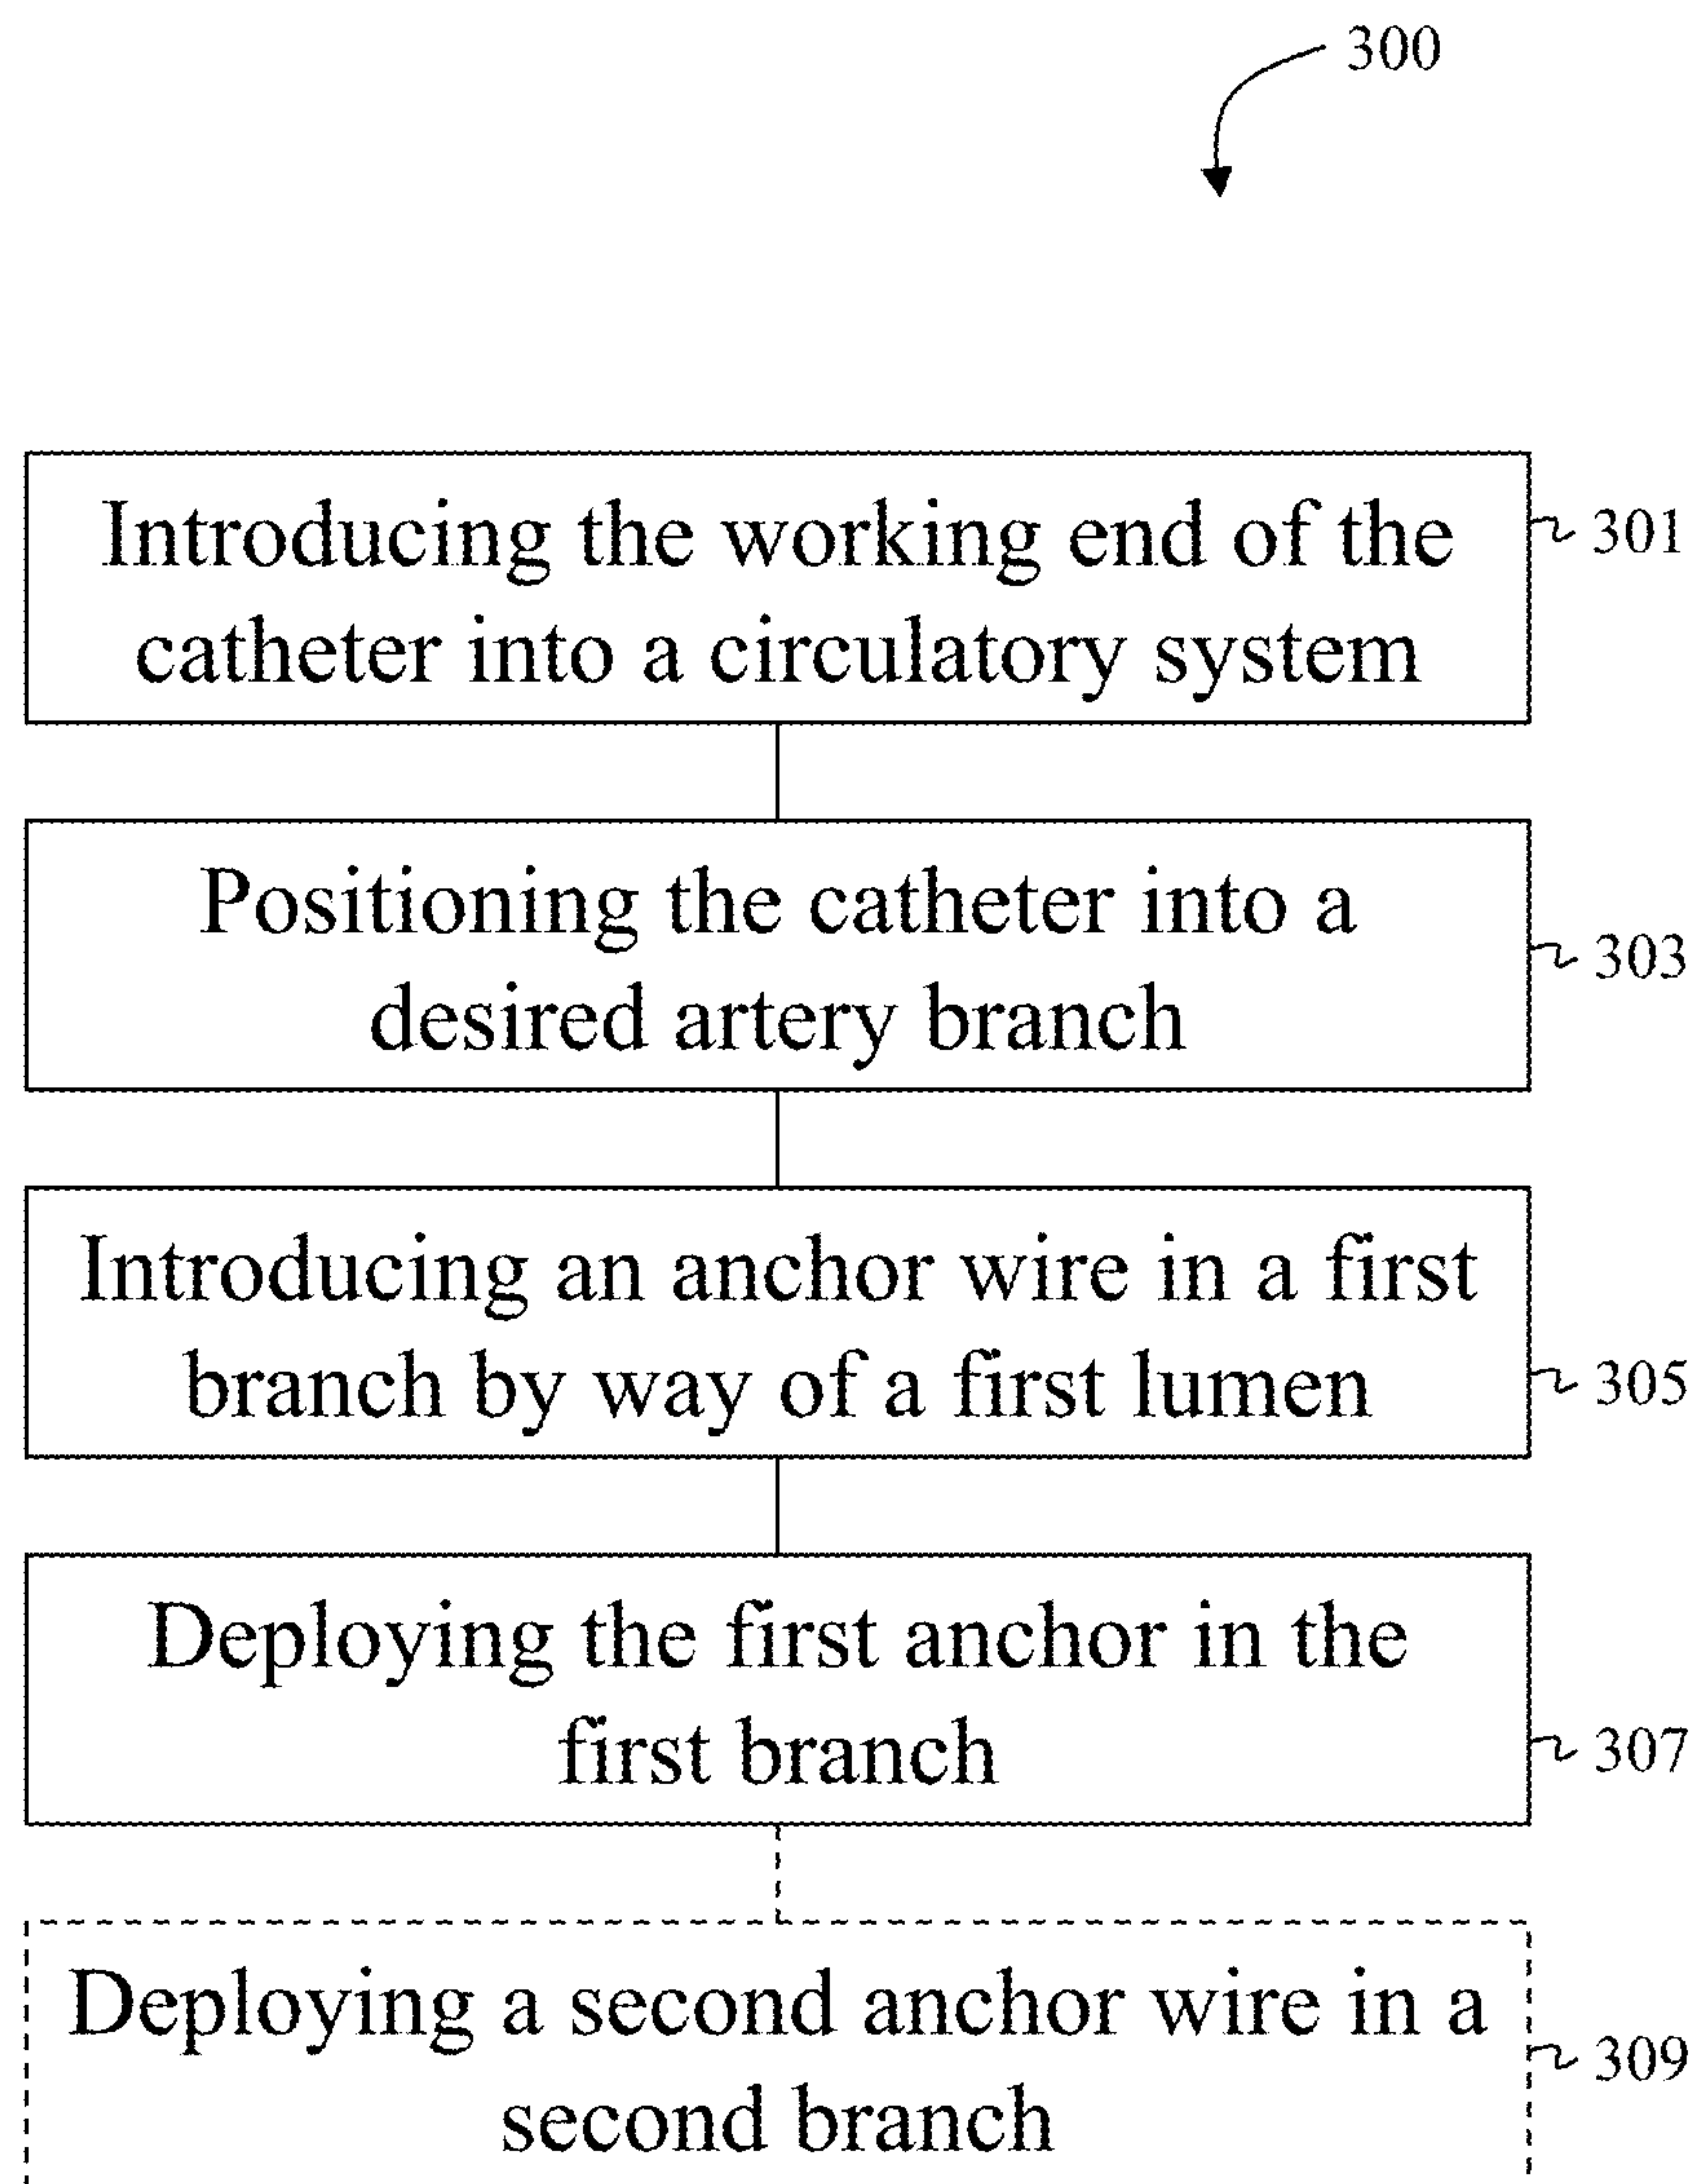 300
Introducing the working end of the
catheter into a circulatory system
301
Positioning the catheter into a
desired artery branch
303
Introducing an anchor wire in a first
branch by way of a first lumen
305
Deploying the first anchor in the
first branch
307
Deploying a second anchor wire in a
second branch
309